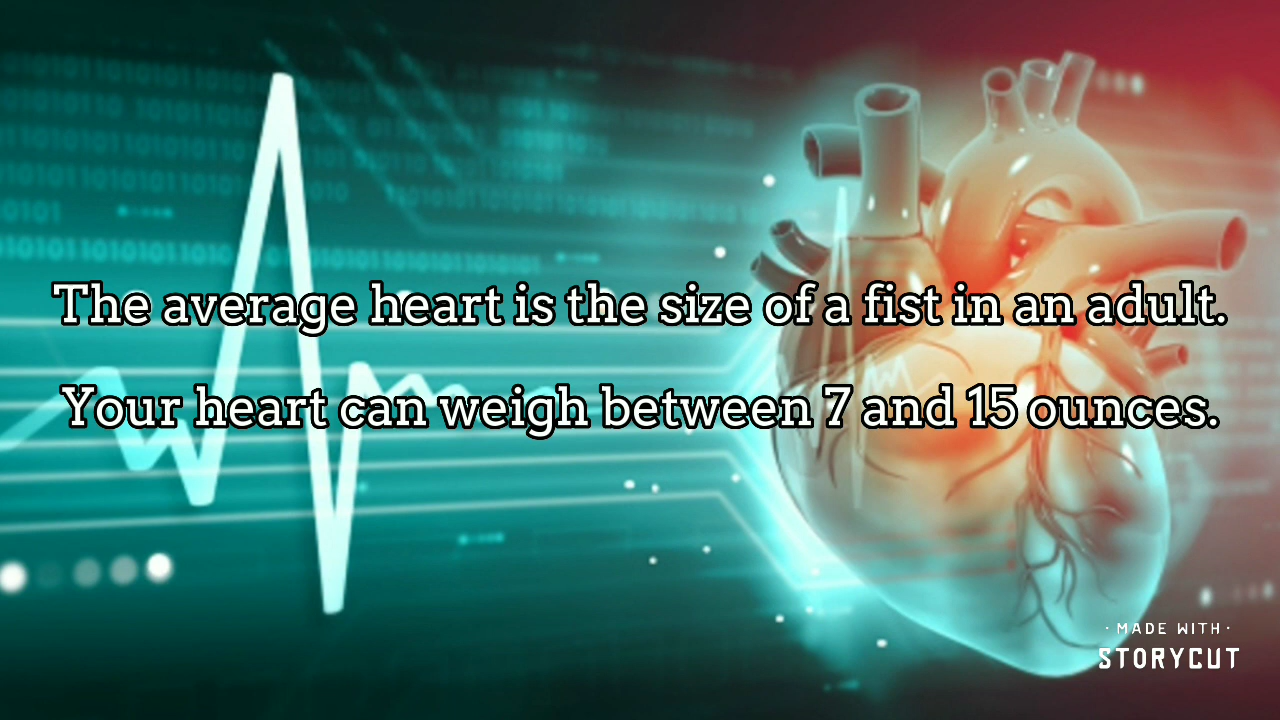 The average heart is the size of a fist in an adult.
Your heart can weigh between 7 and 15 ounces.
· MADE WITH ·
STORYCUT